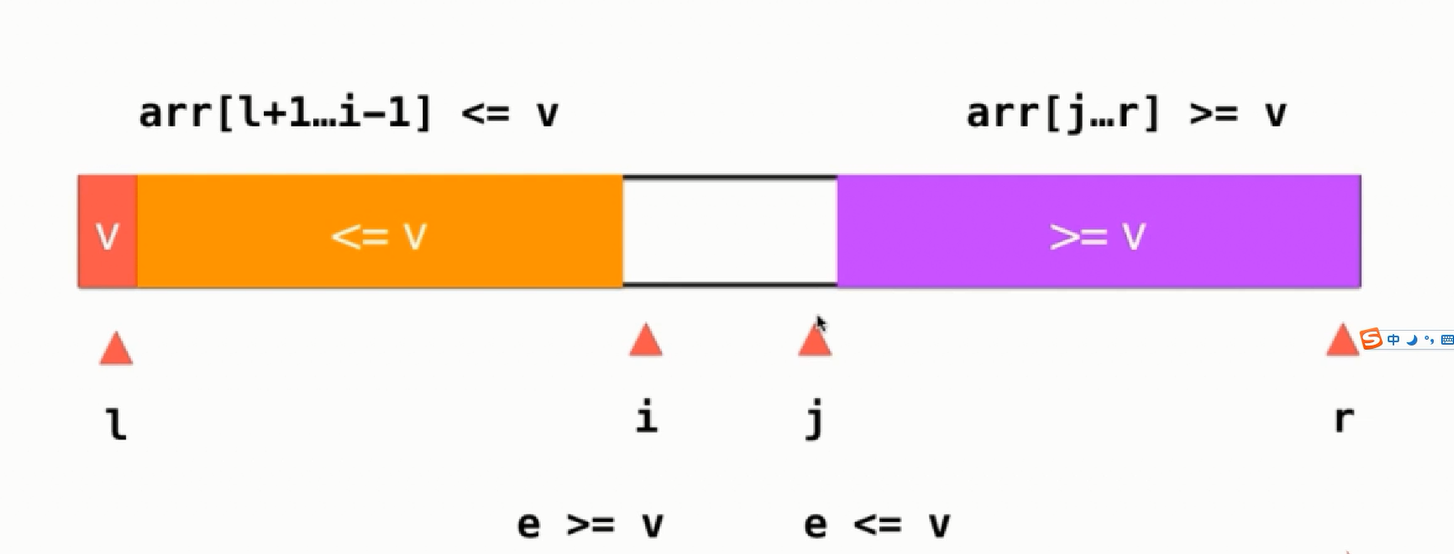 arr[l+1…i-1] <= v
arr[j…r] >= v
v
<= v
>= v
中
l
i
j
r
e >= v
e <= v